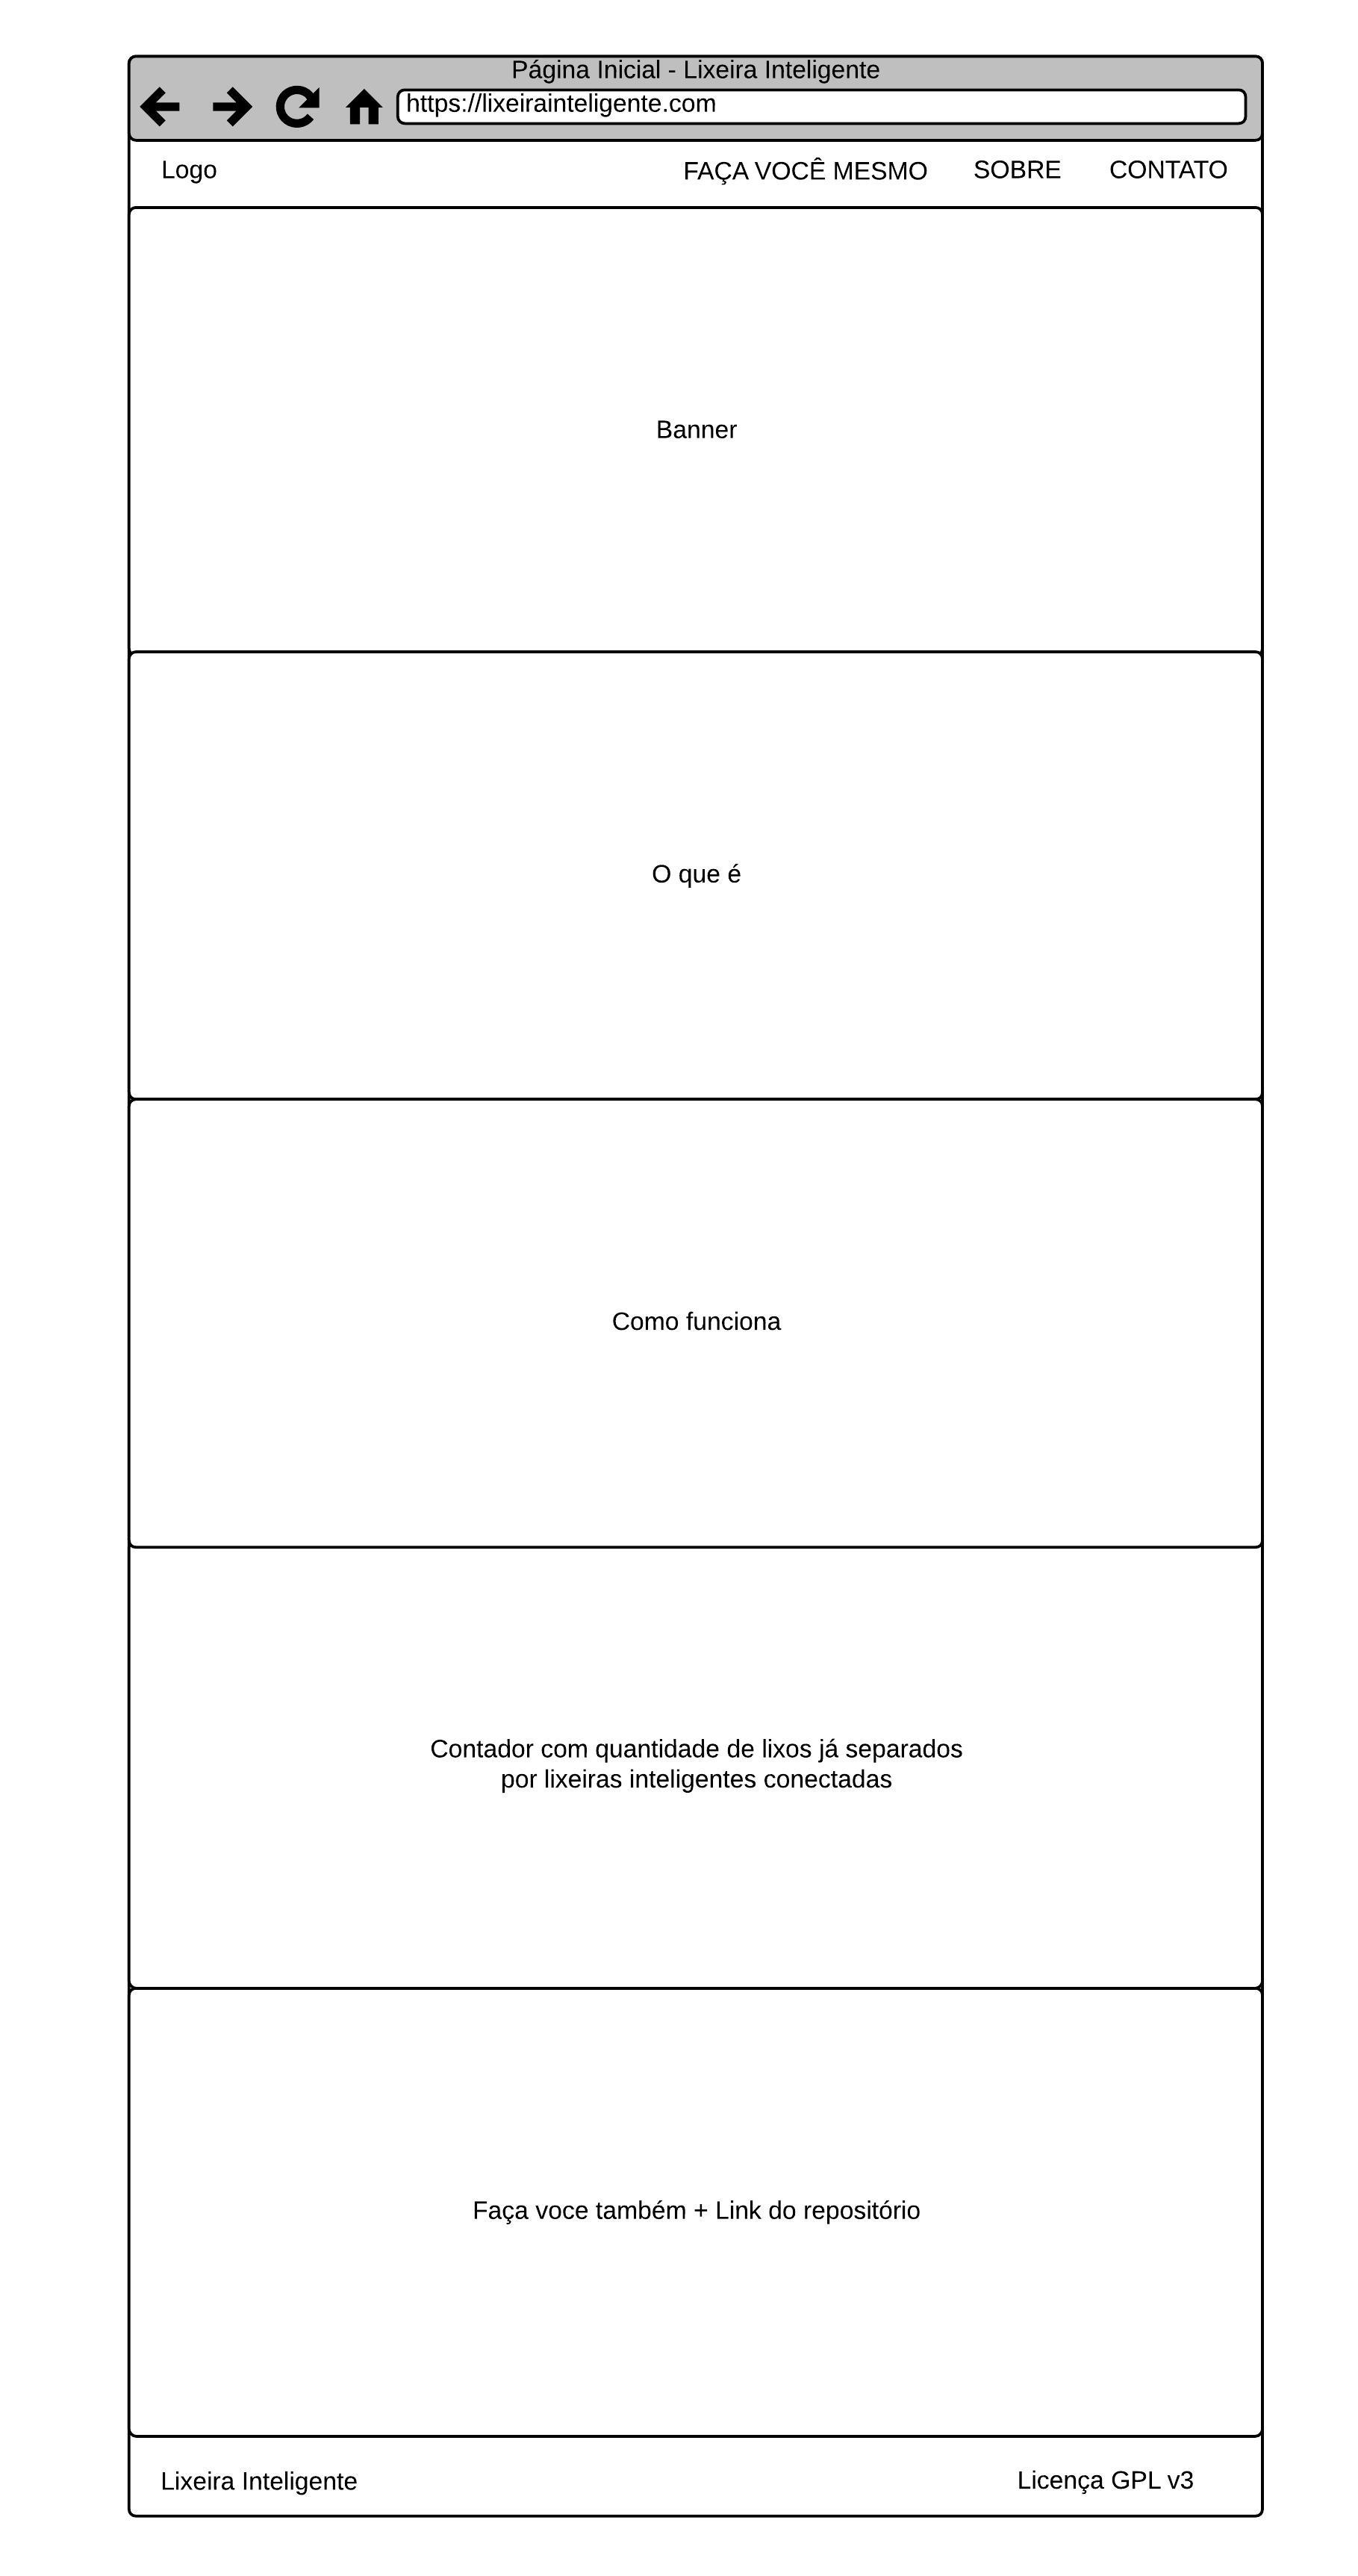 Página Inicial - Lixeira Inteligente
https://lixeirainteligente.com
Logo
FAÇA VOCÊ MESMO
SOBRE
CONTATO
Banner
O que é
Como funciona
Contador com quantidade de lixos já separados
por lixeiras inteligentes conectadas
Faça voce também + Link do repositório
Lixeira Inteligente
Licença GPL v3